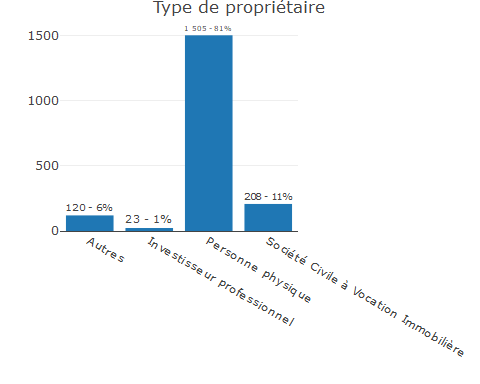 Type de propriétaire
1500
1000
500
0
120 - 6%
23 - 1%
1 505 - 81%
208 - 11%
Autres
Investisseur professionnel
Personne physique
Société Civile à Vocation Immobilière